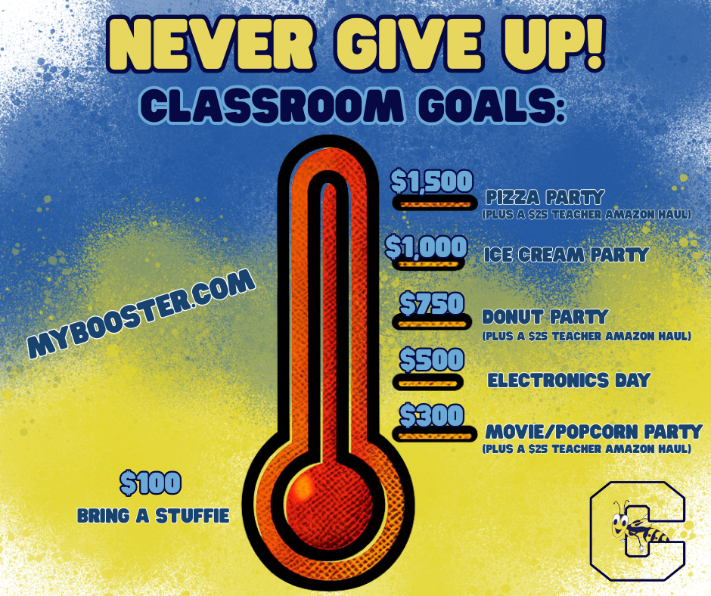 NEVER GIVE UP!
CLASSROOM GOALS:
$1,500
PIZZA PARTY
(PLUS A $25 TEACHER AMAZON HAUL)
$1,000
ICE CREAM PARTY
MYBOOSTER.COM
$750
DONUT PARTY
(PLUS A $25 TEACHER AMAZON HAUL)
$500
ELECTRONICS DAY
$300
MOVIE/POPCORN PARTY
(PLUS A $25 TEACHER AMAZON HAUL)
$100
BRING A STUFFIE
C